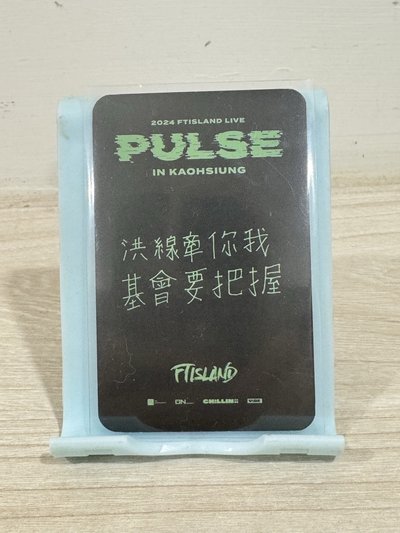 2024 FTISLAND LIVE
PULSE
IN KAOHSIUNG
洪線牽你我
基會要把握
FTISLAND
CHILLIN